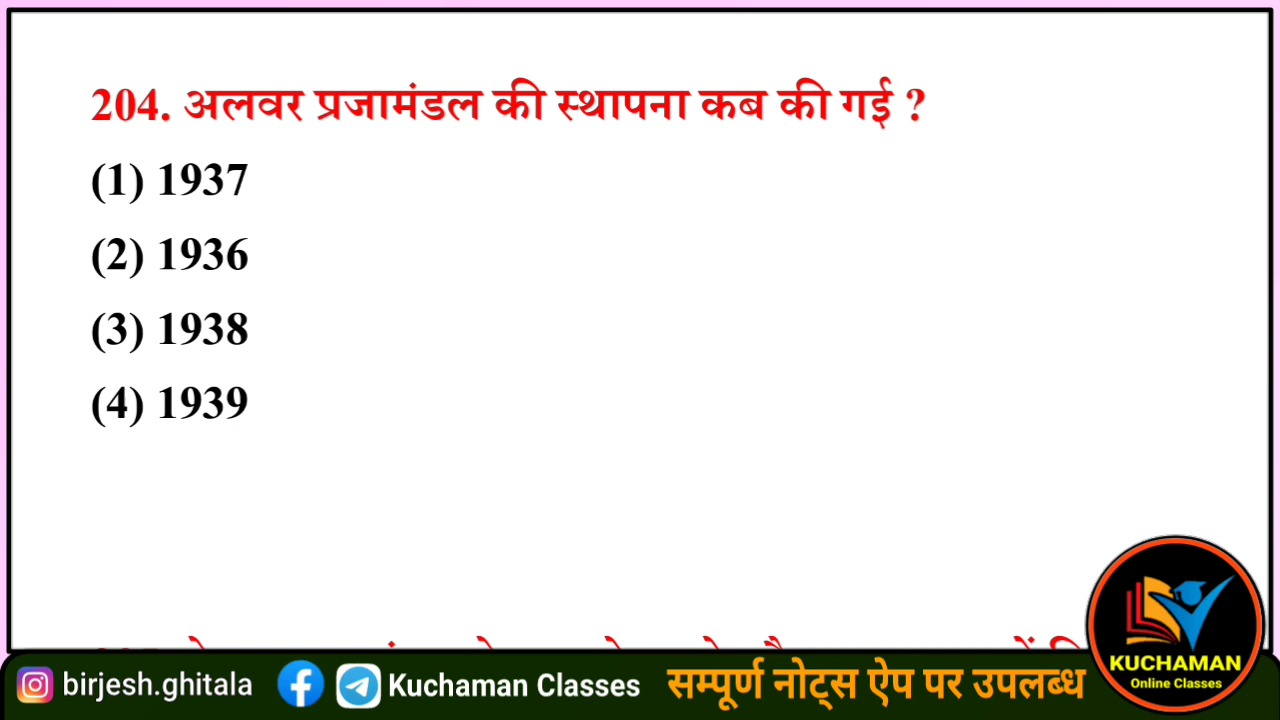 204. अलवर प्रजामंडल की स्थापना कब की गई ?
(1) 1937
(2) 1936
(3) 1938
(4) 1939
KUCHAMAN
Online Classes
birjesh.ghitala
Kuchaman Classes
सम्पूर्ण नोट्स ऐप पर उपलब्ध